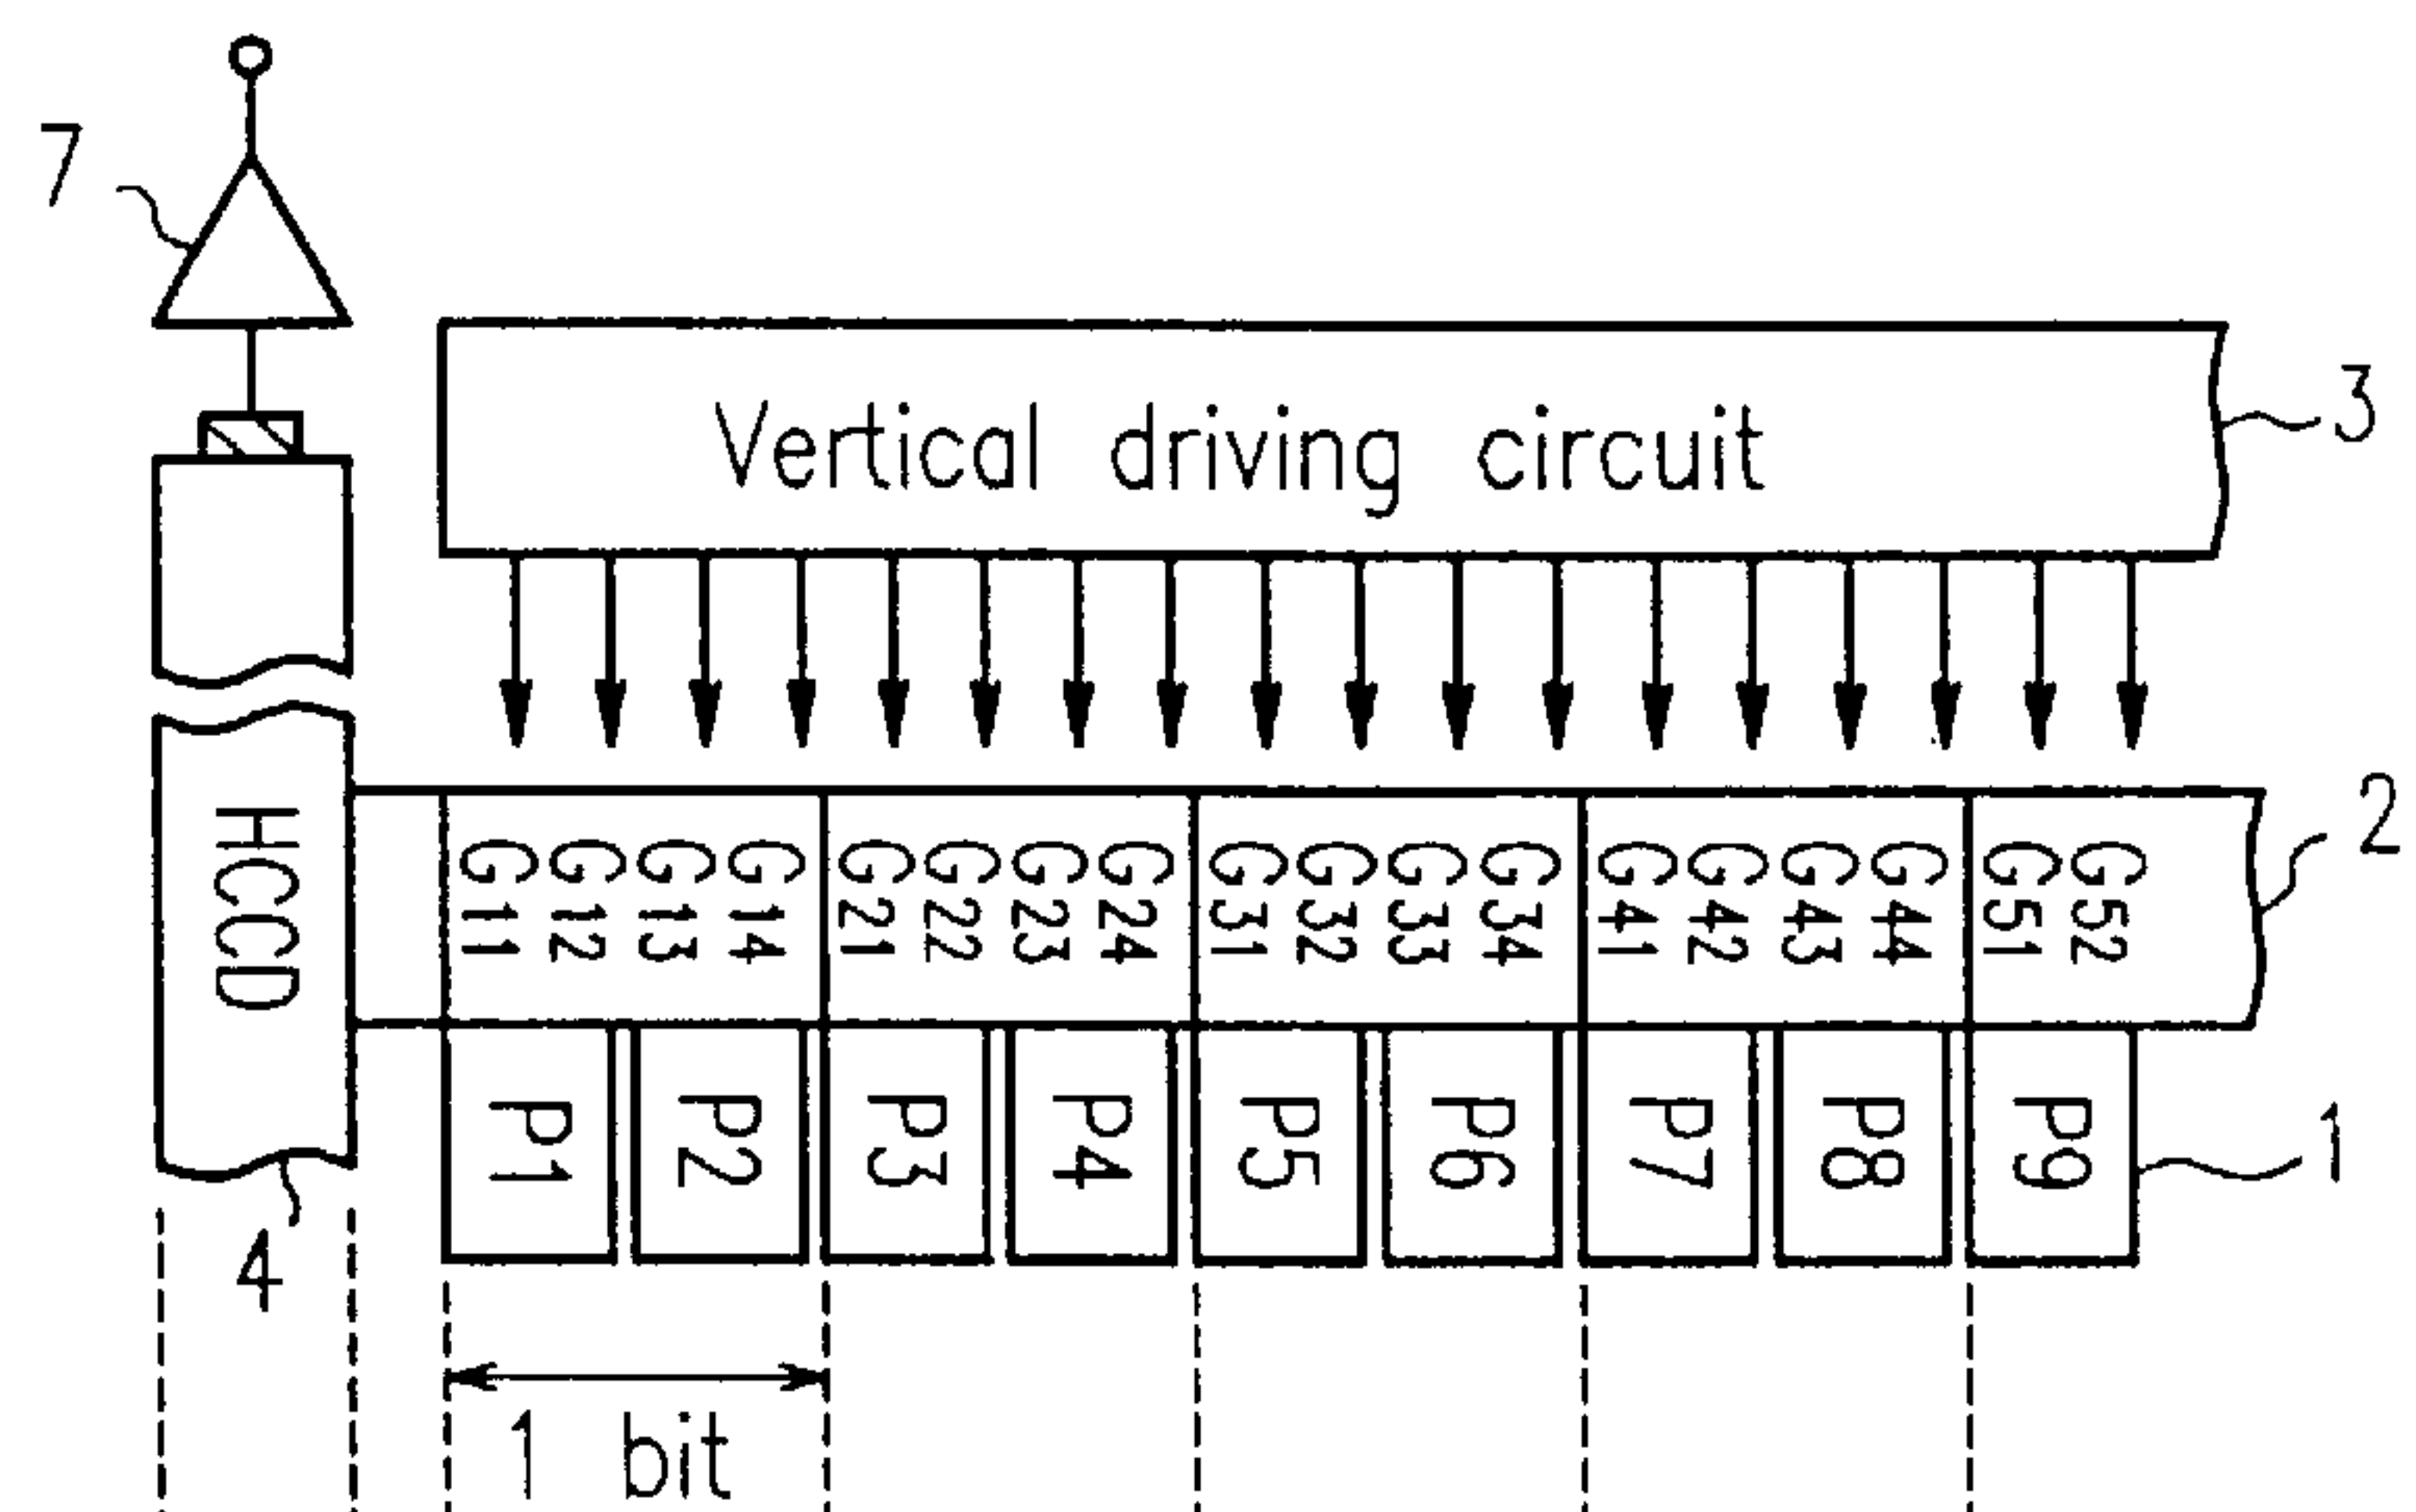 7
Vertical driving circuit
3
2
HCCD
G11 G12 G13 G14 G21 G22 G23 G24 G31 G32 G33 G34 G41 G42 G43 G44 G51 G52
P1 P2 P3 P4 P5 P6 P7 P8 P9
1
4
1 bit